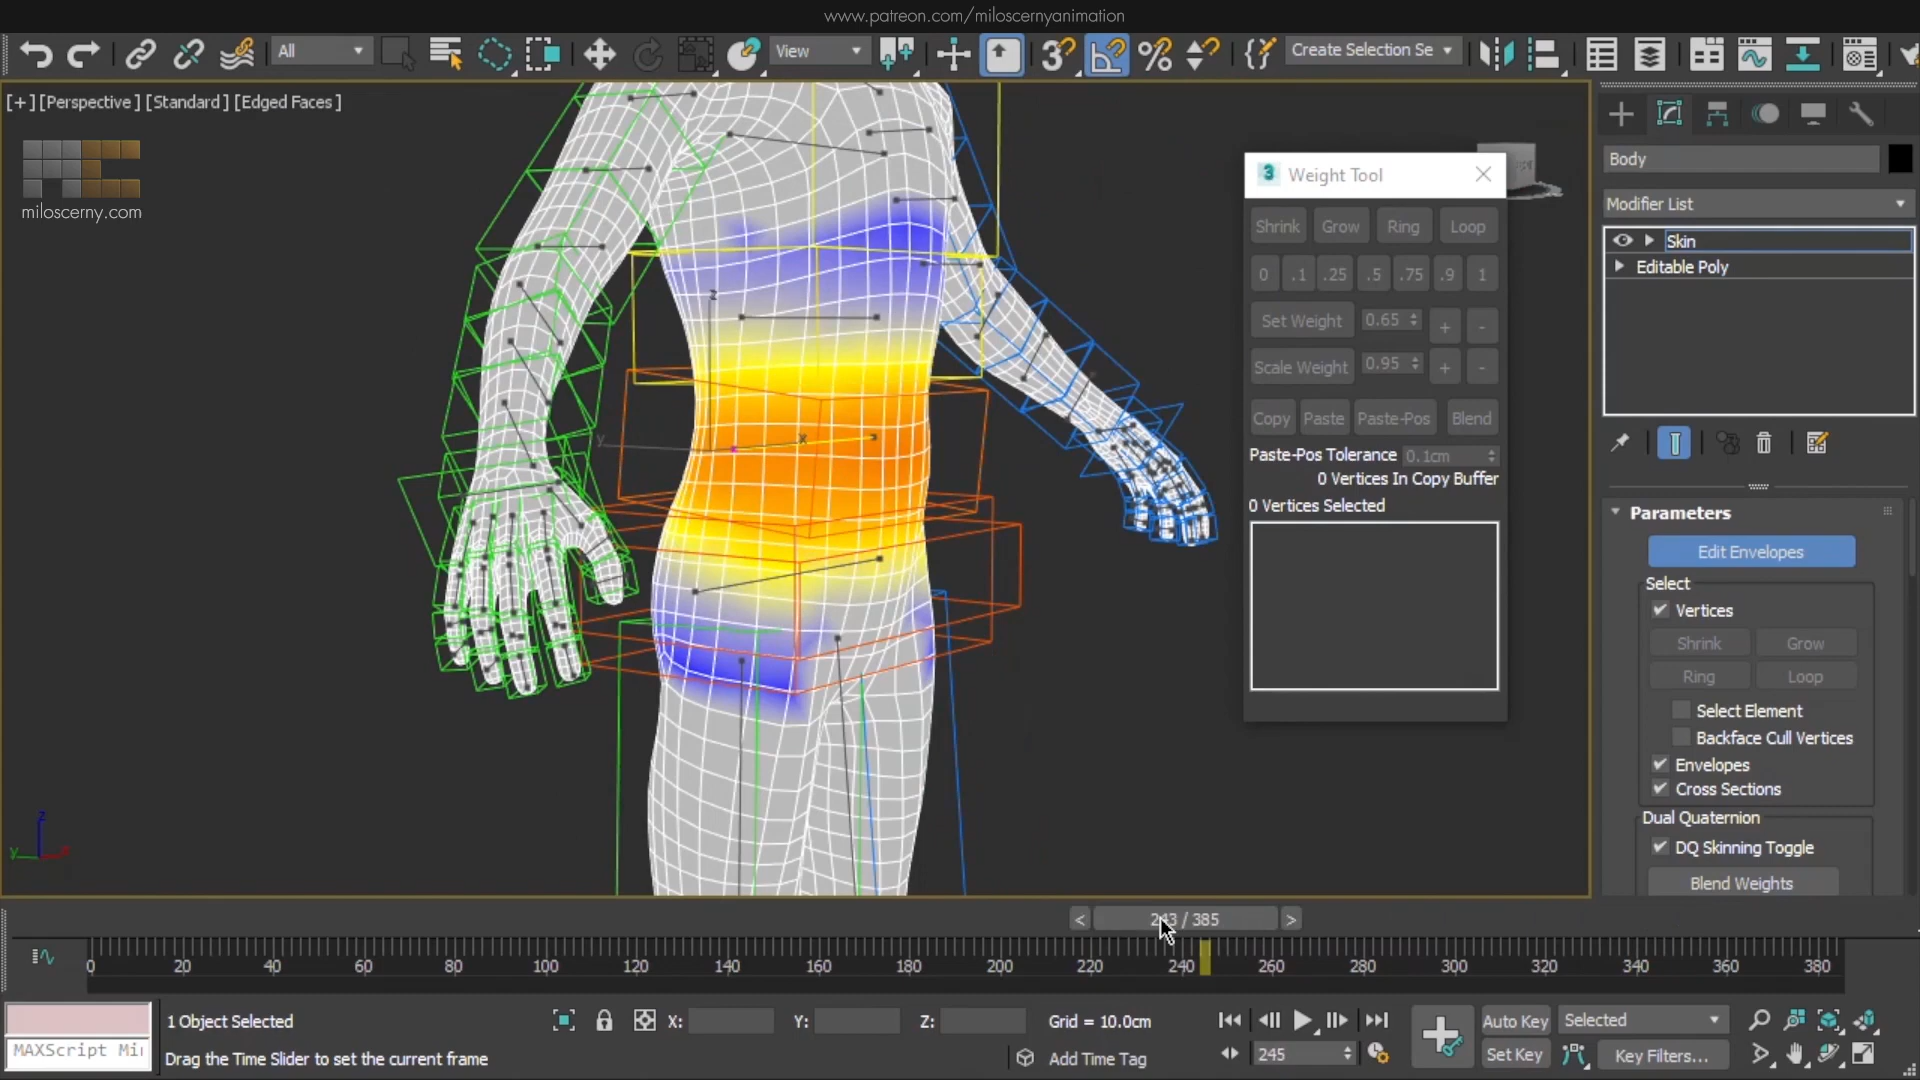 www.patreon.com/miloscernyanimation
All
View
Create Selection Se
[+] [Perspective] [Standard] [Edged Faces]
miloscerny.com
Body
Modifier List
Skin
Editable Poly
3 Weight Tool
Shrink Grow Ring Loop
0 .1 .25 .5 .75 .9 1
Set Weight 0.65 + -
Scale Weight 0.95 + -
Copy Paste Paste-Pos Blend
Paste-Pos Tolerance 0.1cm
0 Vertices In Copy Buffer
0 Vertices Selected
Parameters
Edit Envelopes
Select
Vertices
Shrink Grow
Ring Loop
Select Element
Backface Cull Vertices
Envelopes
Cross Sections
Dual Quaternion
DQ Skinning Toggle
Blend Weights
z
y x
z
y
< 243 / 385 >
0 20 40 60 80 100 120 140 160 180 200 220 240 260 280 300 320 340 360 380
1 Object Selected
X: Y: Z: Grid = 10.0cm
Auto Key Selected
MAXScript Mi
Drag the Time Slider to set the current frame
Add Time Tag
245
Set Key Key Filters...